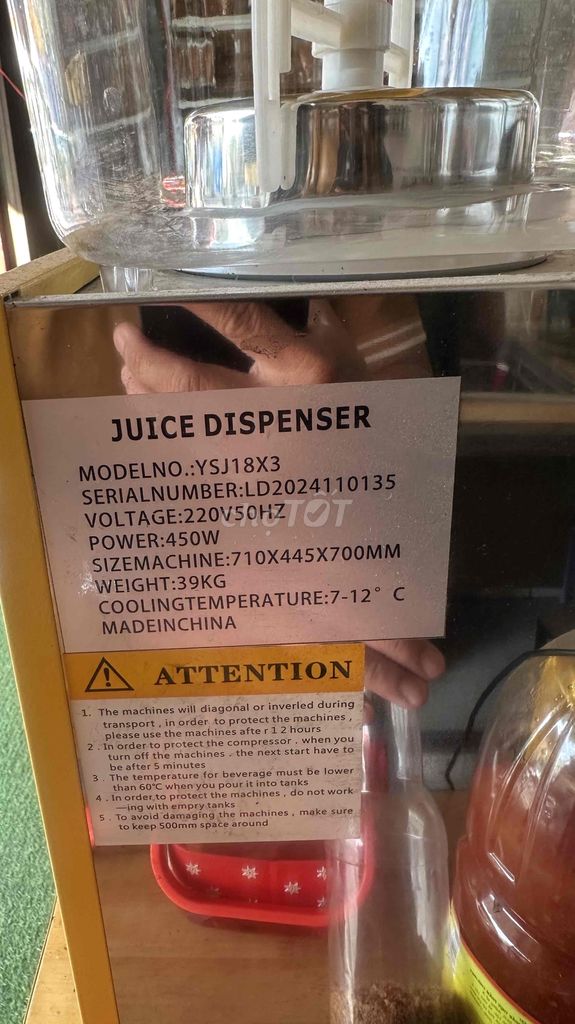 JUICE DISPENSER
MODELNO.:YSJ18X3
SERIALNUMBER:LD2024110135
VOLTAGE:220V50HZ
CHỢTỐT
POWER:450W
SIZEMACHINE:710X445X700MM
WEIGHT:39KG
COOLINGTEMPERATURE:7-12° C
MADEINCHINA
ATTENTION
1. The machines will diagonal or inverled during
transport , in order to protect the machines ,
please use the machines afte r 1 2 hours
2 . In order to protect the compressor , when you
turn off the machines , the next start have to
be after 5 minutes
3 . The temperature for beverage must be lower
than 60℃ when you pour it into tanks
4 . In order to protect the machines , do not work
—ing with empry tanks
5 . To avoid damaging the machines , make sure
to keep 500mm space around